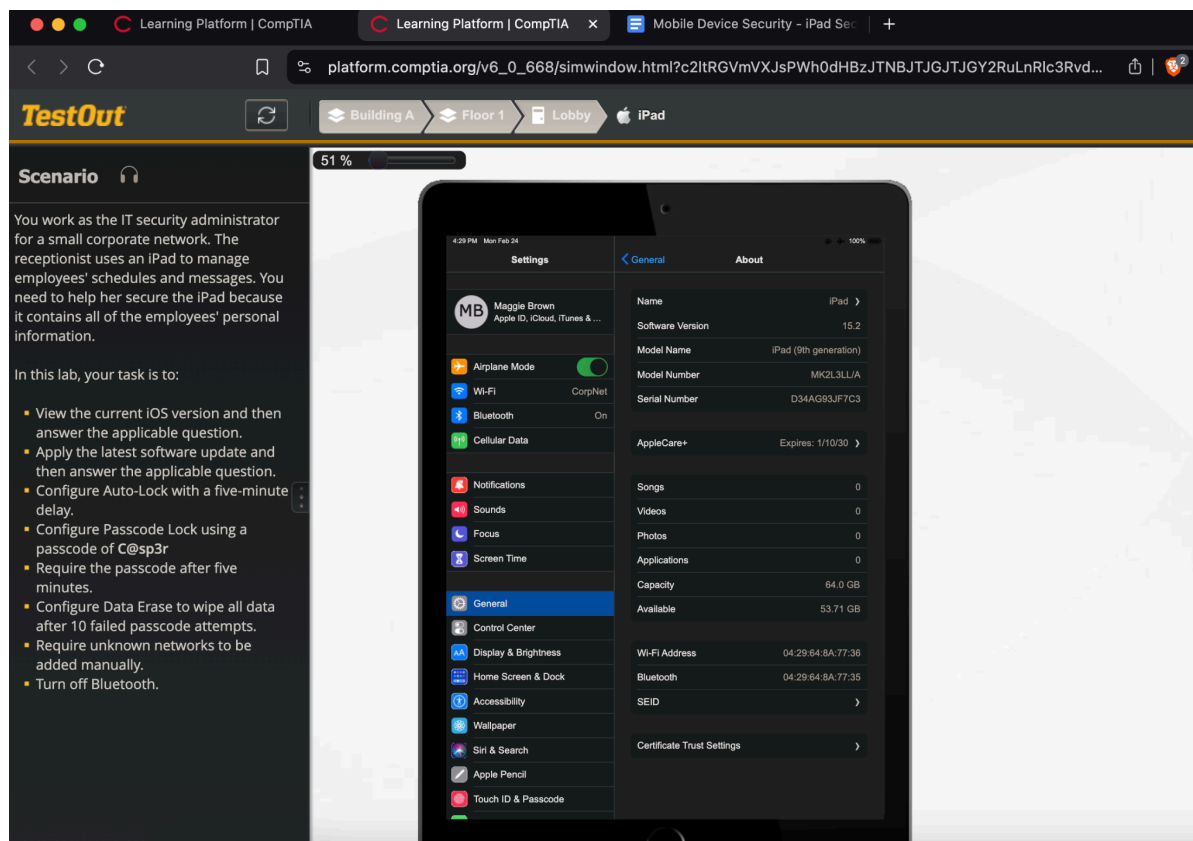 Learning Platform | CompTIA
Learning Platform | CompTIA ×
Mobile Device Security - iPad Sec
+
platform.comptia.org/v6_0_668/simwindow.html?c2ltRGVmVXJsPWh0dHBzJTNBJTJGJTJGY2RuLnRlc3Rvd...
2
TestOut
Building A
Floor 1
Lobby
iPad
Scenario
You work as the IT security administrator
for a small corporate network. The
receptionist uses an iPad to manage
employees' schedules and messages. You
need to help her secure the iPad because
it contains all of the employees' personal
information.
In this lab, your task is to:
▪ View the current iOS version and then
answer the applicable question.
▪ Apply the latest software update and
then answer the applicable question.
▪ Configure Auto-Lock with a five-minute
delay.
▪ Configure Passcode Lock using a
passcode of C@sp3r
▪ Require the passcode after five
minutes.
▪ Configure Data Erase to wipe all data
after 10 failed passcode attempts.
▪ Require unknown networks to be
added manually.
▪ Turn off Bluetooth.
51 %
4:29 PM Mon Feb 24
100%
Settings
MB
Maggie Brown
Apple ID, iCloud, iTunes & ...
Airplane Mode
Wi-Fi CorpNet
Bluetooth On
Cellular Data
Notifications
Sounds
Focus
Screen Time
General
Control Center
AA Display & Brightness
Home Screen & Dock
Accessibility
Wallpaper
Siri & Search
Apple Pencil
Touch ID & Passcode
General
About
Name iPad
Software Version 15.2
Model Name iPad (9th generation)
Model Number MK2L3LL/A
Serial Number D34AG93JF7C3
AppleCare+ Expires: 1/10/30
Songs 0
Videos 0
Photos 0
Applications 0
Capacity 64.0 GB
Available 53.71 GB
Wi-Fi Address 04:29:64:8A:77:36
Bluetooth 04:29:64:8A:77:35
SEID
Certificate Trust Settings